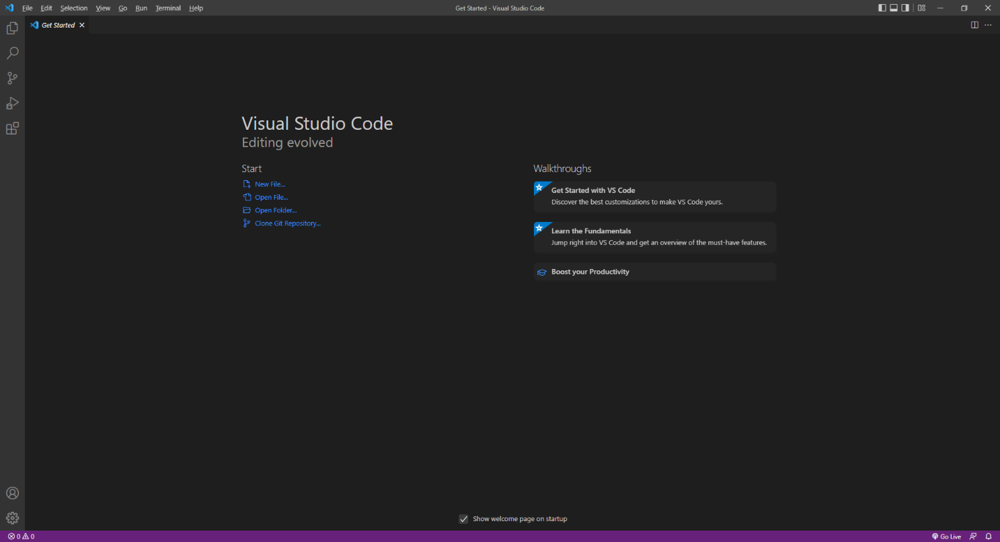 File Edit Selection View Go Run Terminal Help
Get Started - Visual Studio Code
Get Started
Visual Studio Code
Editing evolved
Start
New File...
Open File...
Open Folder...
Clone Git Repository...
Walkthroughs
Get Started with VS Code
Discover the best customizations to make VS Code yours.
Learn the Fundamentals
Jump right into VS Code and get an overview of the must-have features.
Boost your Productivity
Show welcome page on startup
0 0
Go Live